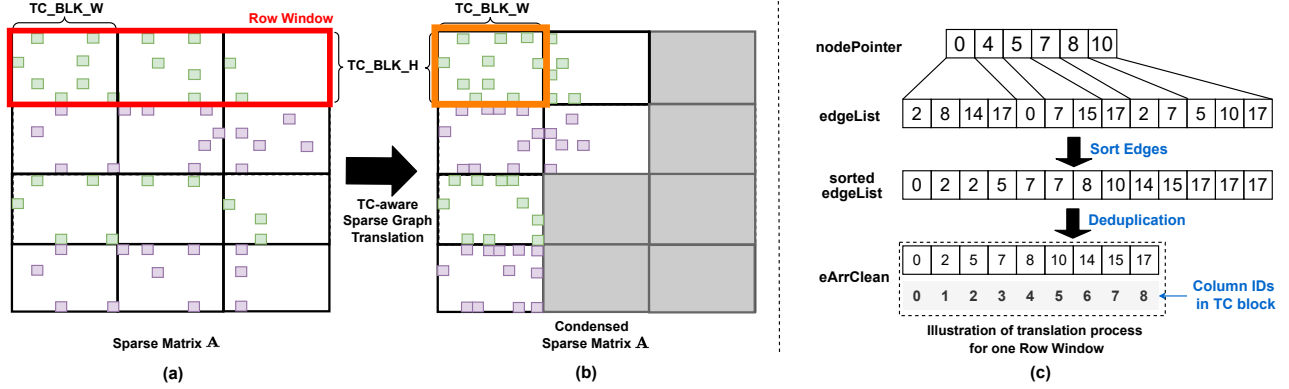 TC_BLK_W
Row Window
TC_BLK_H
Sparse Matrix A
(a)
TC-aware
Sparse Graph
Translation
TC_BLK_W
Condensed
Sparse Matrix A
(b)
nodePointer
0 4 5 7 8 10
edgeList
2 8 14 17 0 7 15 17 2 7 5 10 17
Sort Edges
sorted
edgeList
0 2 2 5 7 7 8 10 14 15 17 17 17
Deduplication
eArrClean
0 2 5 7 8 10 14 15 17
0 1 2 3 4 5 6 7 8
Column IDs
in TC block
Illustration of translation process
for one Row Window
(c)